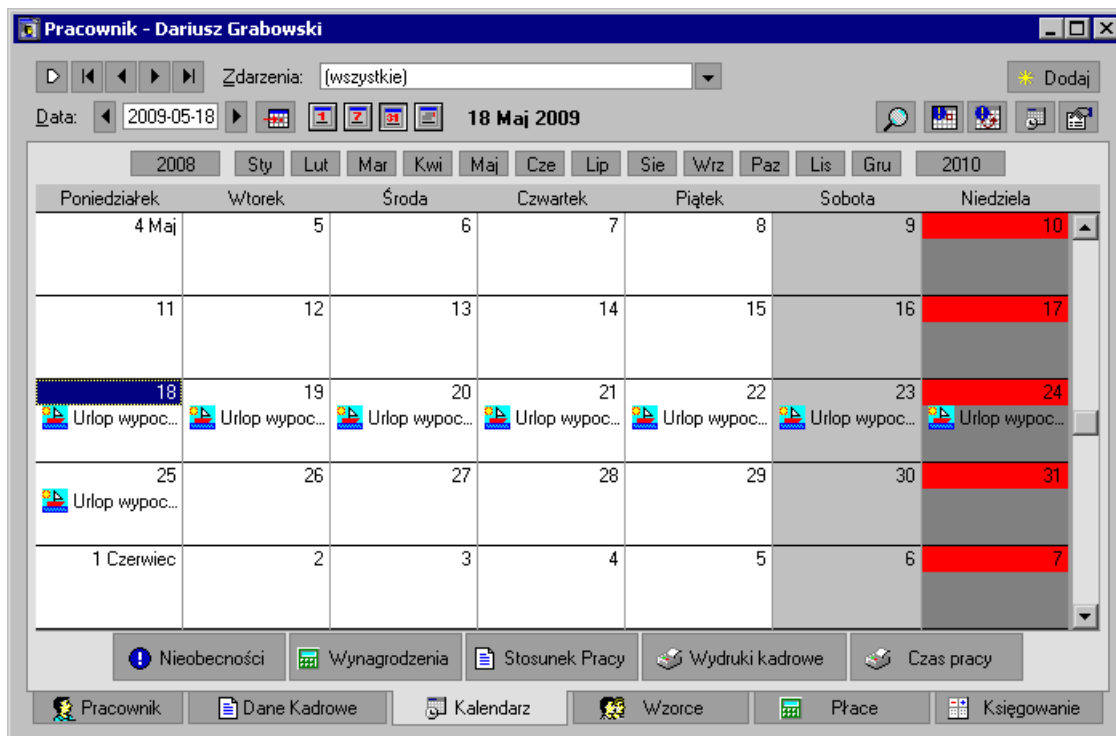 Pracownik - Dariusz Grabowski
Zdarzenia: (wszystkie) Dodaj
Data: 2009-05-18 1 7 31 18 Maj 2009
2008 Sty Lut Mar Kwi Maj Cze Lip Sie Wrz Paz Lis Gru 2010
Poniedziałek Wtorek Środa Czwartek Piątek Sobota Niedziela
4 Maj 5 6 7 8 9 10
11 12 13 14 15 16 17
18 19 20 21 22 23 24
Urlop wypoc... Urlop wypoc... Urlop wypoc... Urlop wypoc... Urlop wypoc... Urlop wypoc... Urlop wypoc...
25 26 27 28 29 30 31
Urlop wypoc...
1 Czerwiec 2 3 4 5 6 7
Nieobecności Wynagrodzenia Stosunek Pracy Wydruki kadrowe Czas pracy
Pracownik Dane Kadrowe Kalendarz Wzorce Płace Księgowanie